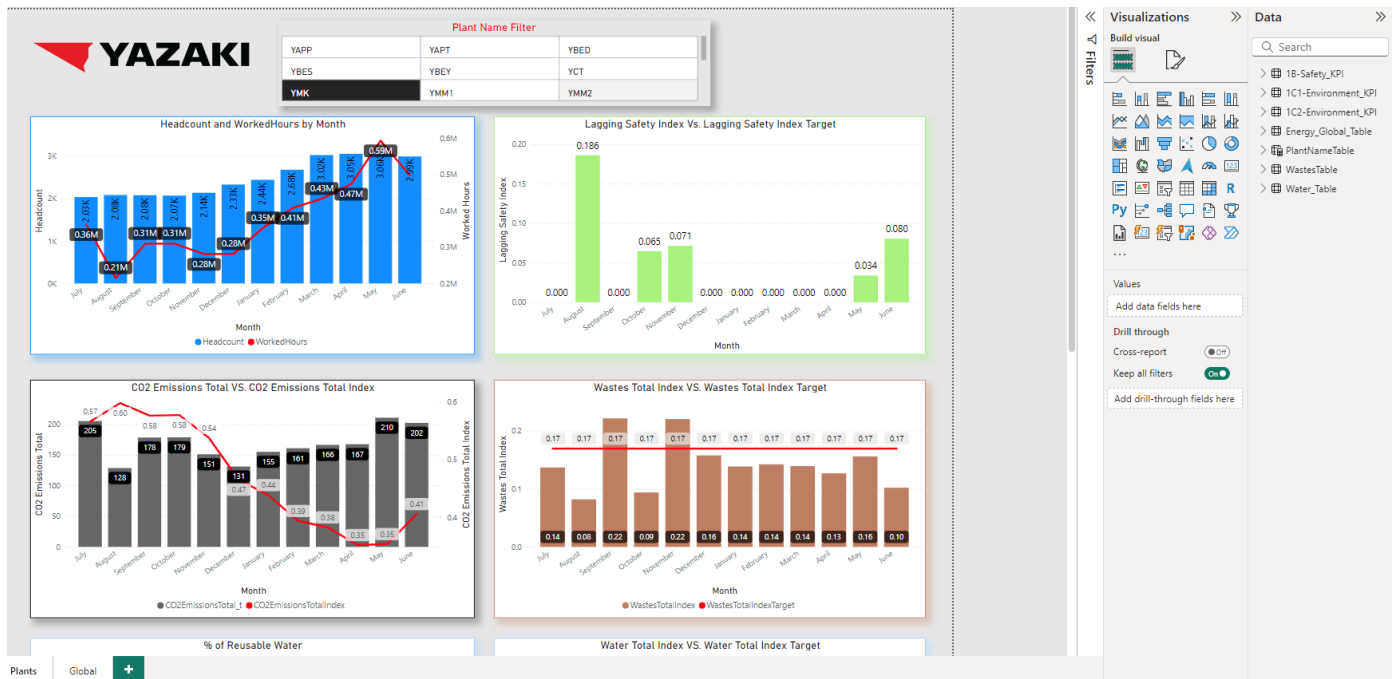 YAZAKI
Plant Name Filter
YAPP YAPT YBED
YBES YBEY YCT
YMK YMM1 YMM2
Headcount and WorkedHours by Month
Headcount
3K
2K
1K
0K
2.03K 2.08K 2.08K 2.07K 2.14K 2.33K 2.44K 2.68K 3.02K 3.05K 3.06K 2.99K
0.36M 0.21M 0.31M 0.31M 0.28M 0.28M 0.35M 0.41M 0.43M 0.47M 0.59M
0.6M
0.5M
0.4M
0.3M
0.2M
Worked Hours
July August September October November December January February March April May June
Month
Headcount WorkedHours
Lagging Safety Index Vs. Lagging Safety Index Target
Lagging Safety Index
0.20
0.15
0.10
0.05
0.00
0.000 0.186 0.000 0.065 0.071 0.000 0.000 0.000 0.000 0.000 0.034 0.080
July August September October November December January February March April May June
Month
CO2 Emissions Total VS. CO2 Emissions Total Index
CO2 Emissions Total
200
150
100
50
0
0.57 0.60 0.58 0.58 0.54 0.47 0.44 0.39 0.38 0.35 0.35 0.41
205 128 178 179 151 131 155 161 166 167 210 202
0.6
0.5
0.4
CO2 Emissions Total Index
July August September October November December January February March April May June
Month
CO2EmissionsTotal_t CO2EmissionsTotalIndex
Wastes Total Index VS. Wastes Total Index Target
Wastes Total Index
0.2
0.1
0.0
0.17 0.17 0.17 0.17 0.17 0.17 0.17 0.17 0.17 0.17 0.17 0.17
0.14 0.08 0.22 0.09 0.22 0.16 0.14 0.14 0.14 0.13 0.16 0.10
July August September October November December January February March April May June
Month
WastesTotalIndex WastesTotalIndexTarget
% of Reusable Water
Water Total Index VS. Water Total Index Target
Plants Global +
Filters
Visualizations
Build visual
R
Py
123
...
Values
Add data fields here
Drill through
Cross-report Off
Keep all filters On
Add drill-through fields here
Data
Search
1B-Safety_KPI
1C1-Environment_KPI
1C2-Environment_KPI
Energy_Global_Table
PlantNameTable
WastesTable
Water_Table